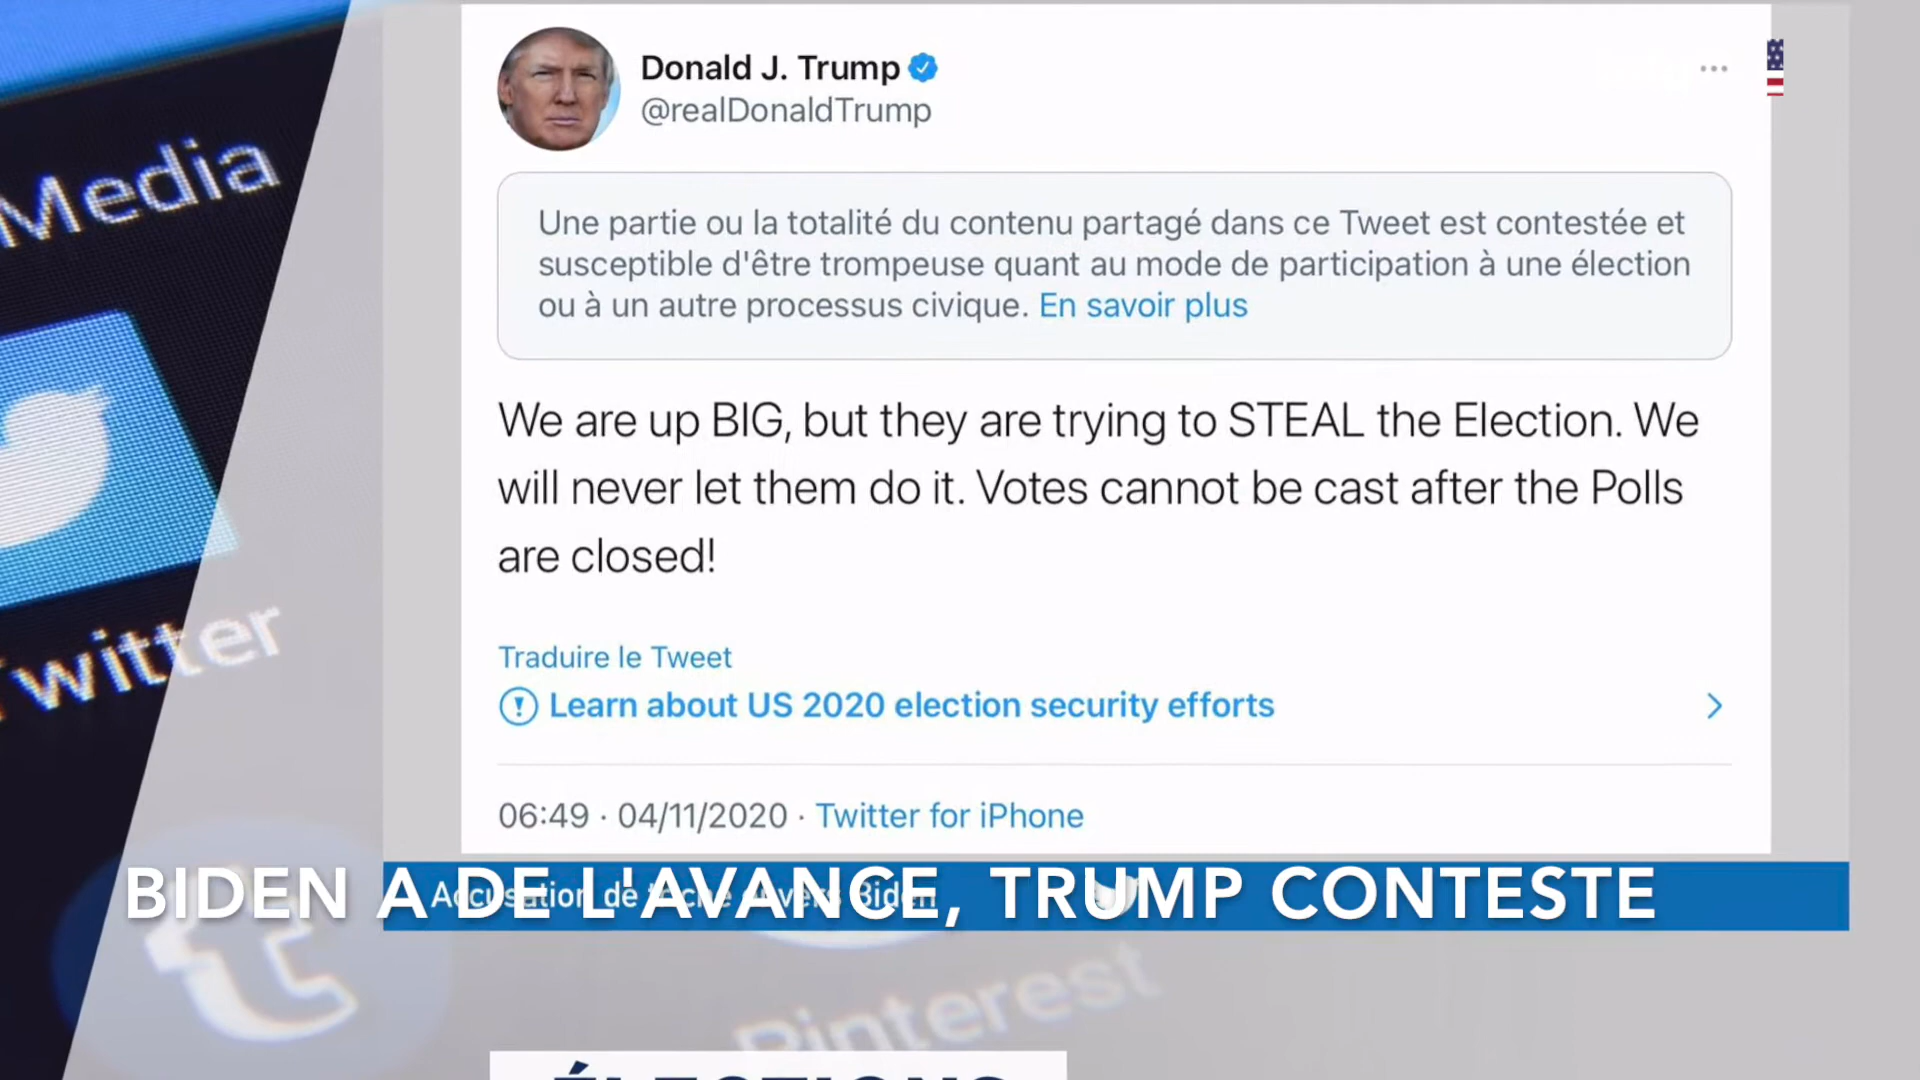 Donald J. Trump
@realDonaldTrump
Une partie ou la totalité du contenu partagé dans ce Tweet est contestée et
susceptible d'être trompeuse quant au mode de participation à une élection
ou à un autre processus civique. En savoir plus
We are up BIG, but they are trying to STEAL the Election. We
will never let them do it. Votes cannot be cast after the Polls
are closed!
Traduire le Tweet
Learn about US 2020 election security efforts
06:49 · 04/11/2020 · Twitter for iPhone
Media
Twitter
BIDEN A DE L'AVANCE, TRUMP CONTESTE
Accusation de Biden
Pinterest
ÉLECTIONS